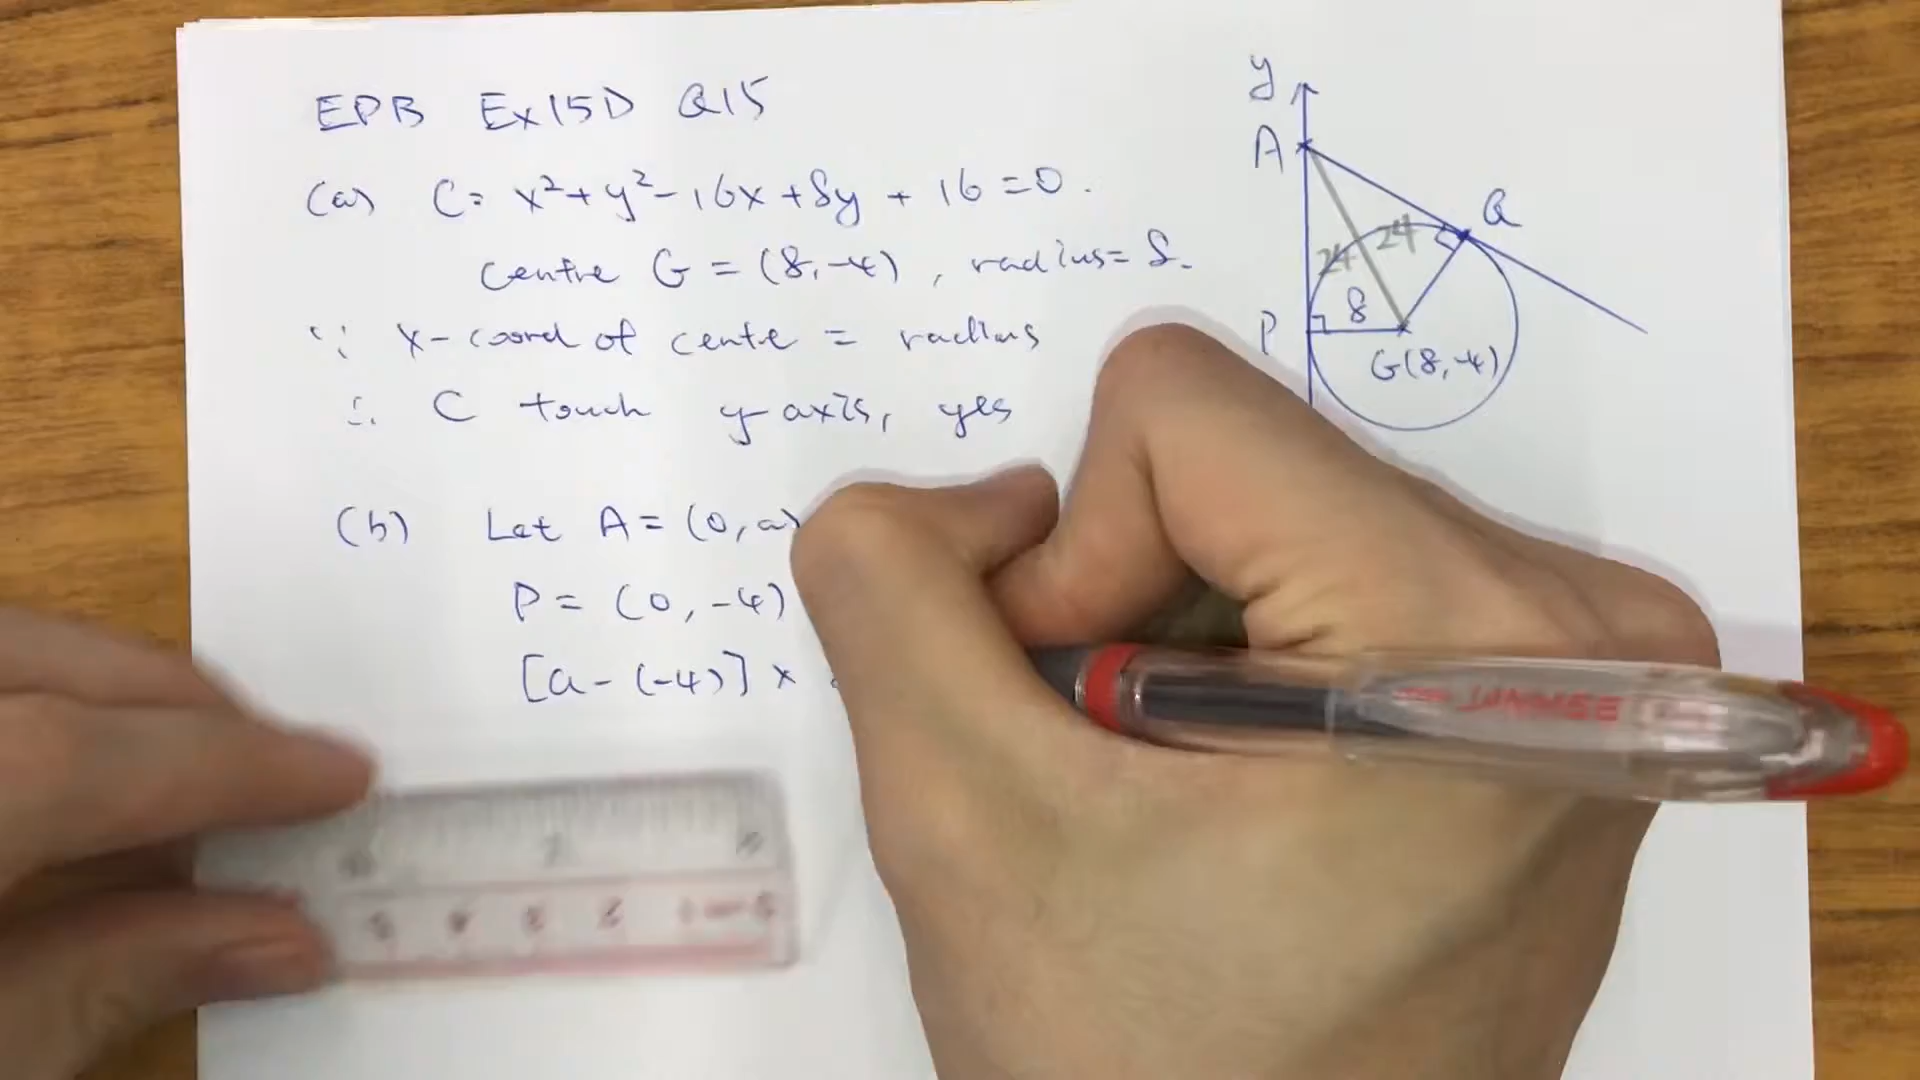 EPB Ex15D Q15
(a) C: x²+y²-16x+8y+16=0.
centre G=(8,-4), radius=8.
∵ x-coord of cente = radius
∴ C touch y-axis, yes
(b) Let A=(0,a)
P=(0,-4)
[a-(-4)]×
y
A
Q
24 24
8
P
G(8,-4)